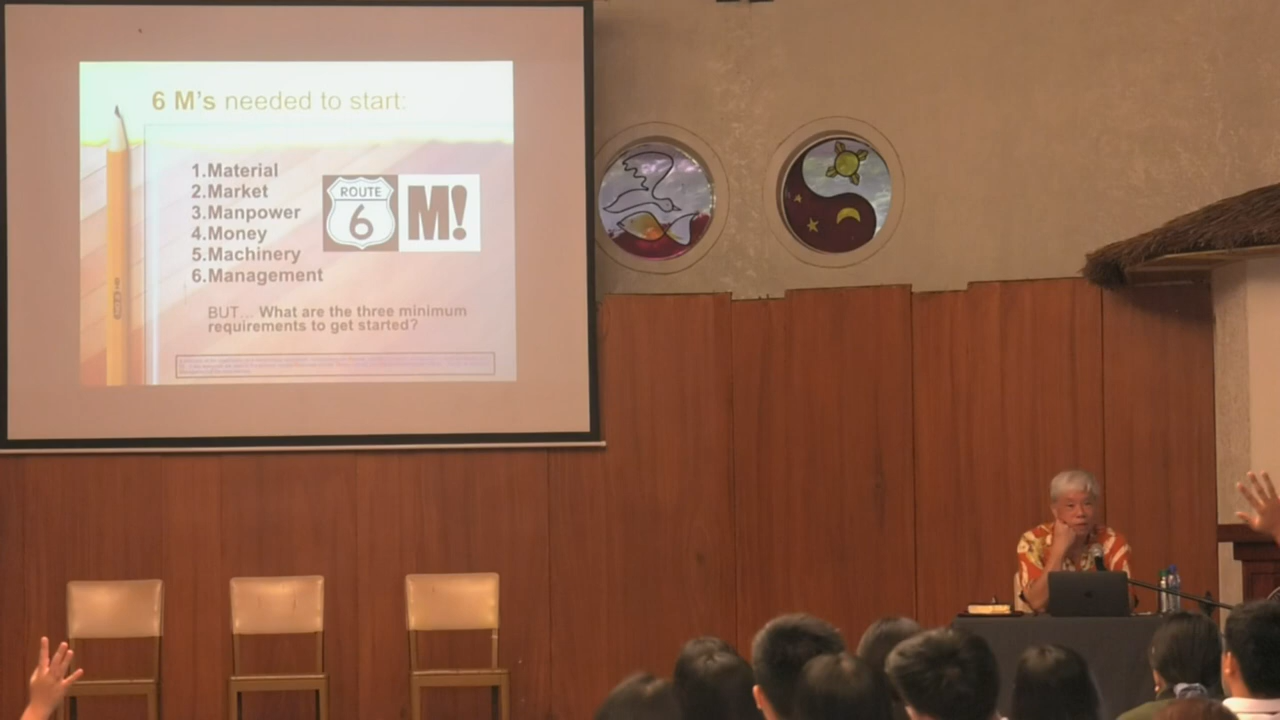 6 M's needed to start:
1.Material
2.Market
3.Manpower
4.Money
5.Machinery
6.Management
ROUTE
6
M!
BUT... What are the three minimum
requirements to get started?